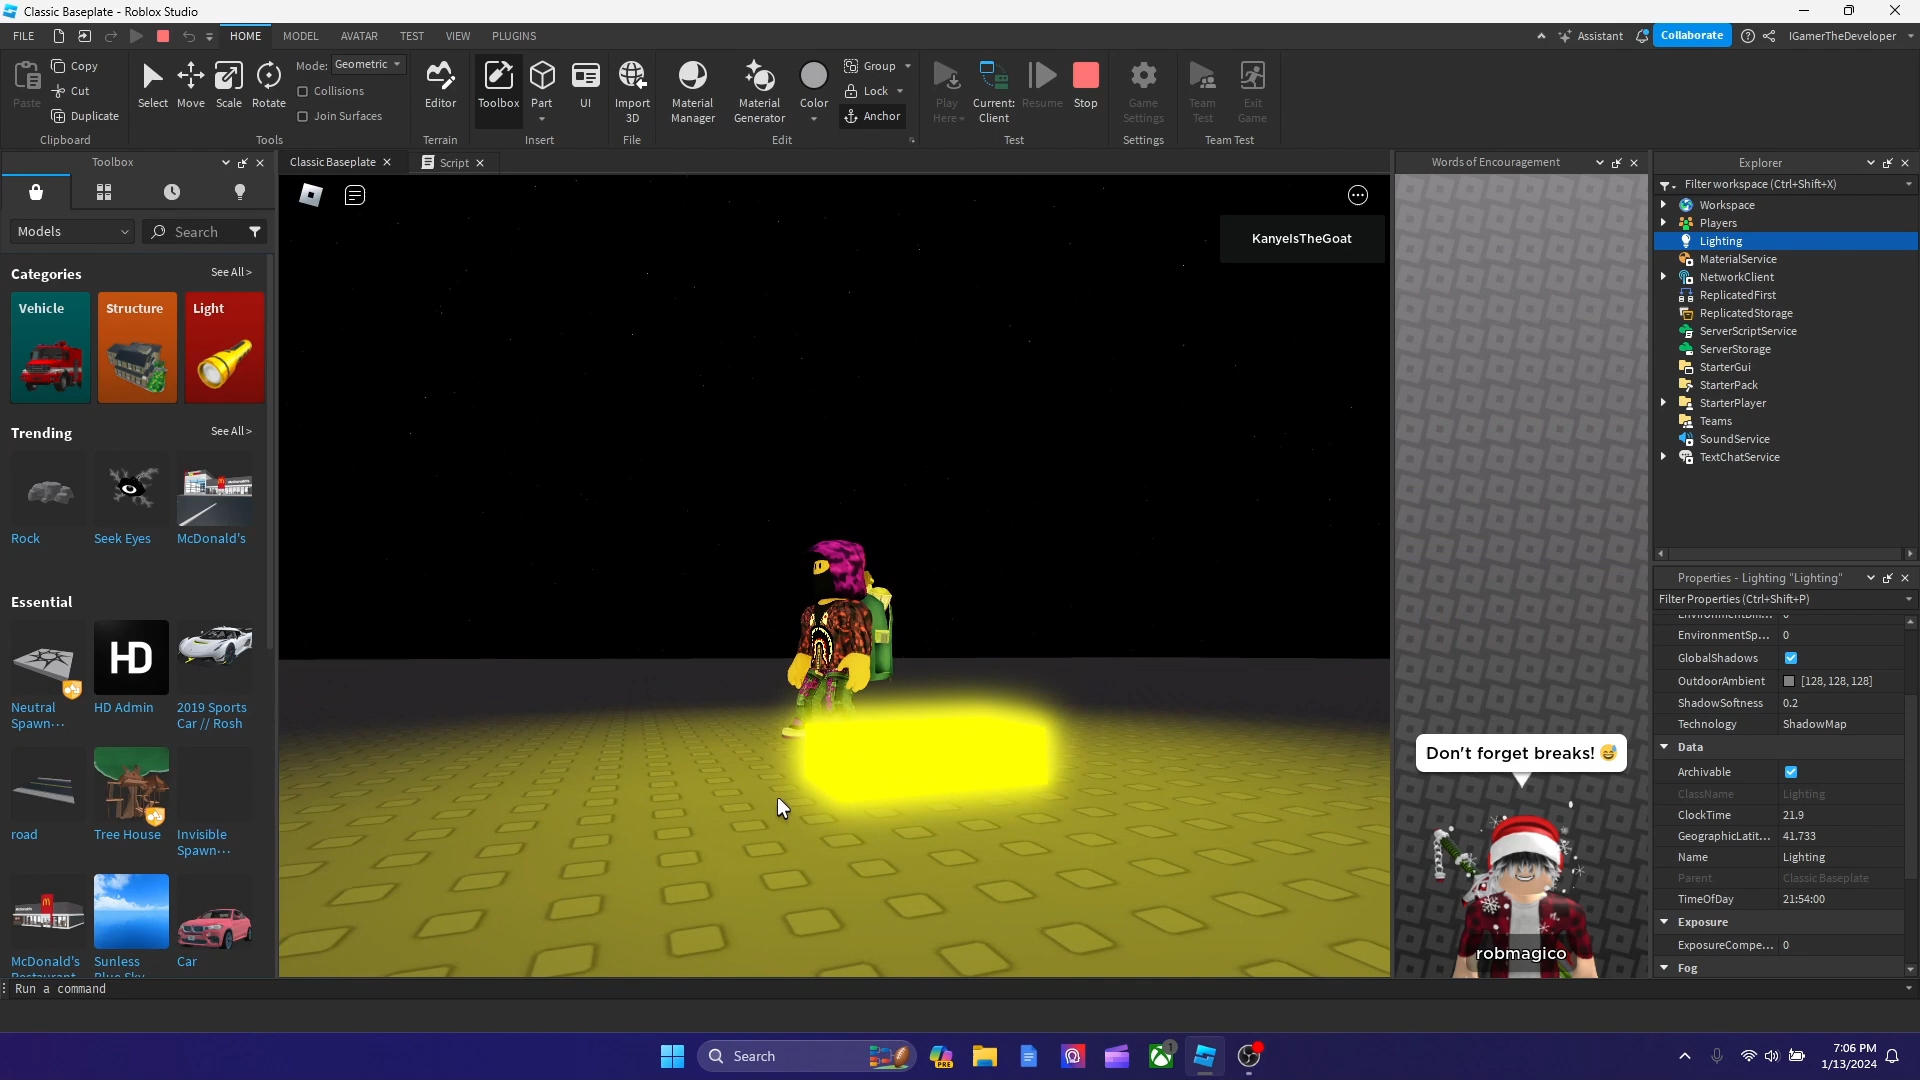 Classic Baseplate - Roblox Studio
FILE
HOME
MODEL
AVATAR
TEST
VIEW
PLUGINS
Assistant
Collaborate
IGamerTheDeveloper
Paste
Copy
Cut
Duplicate
Clipboard
Select
Move
Scale
Rotate
Mode: Geometric
Collisions
Join Surfaces
Tools
Editor
Terrain
Toolbox
Part
UI
Insert
Import
3D
File
Material
Manager
Material
Generator
Color
Group
Lock
Anchor
Edit
Play
Here
Current:
Client
Resume
Stop
Test
Game
Settings
Settings
Team
Test
Exit
Game
Team Test
Toolbox
Models
Search
Categories
See All >
Vehicle
Structure
Light
Trending
See All >
Rock
Seek Eyes
McDonald's
Essential
Neutral
Spawn...
HD
HD Admin
2019 Sports
Car // Rosh
road
Tree House
Invisible
Spawn...
McDonald's
Sunless
Car
Classic Baseplate
Script
KanyeIsTheGoat
Words of Encouragement
Don't forget breaks! 😅
robmagico
Explorer
Filter workspace (Ctrl+Shift+X)
Workspace
Players
Lighting
MaterialService
NetworkClient
ReplicatedFirst
ReplicatedStorage
ServerScriptService
ServerStorage
StarterGui
StarterPack
StarterPlayer
Teams
SoundService
TextChatService
Properties - Lighting "Lighting"
Filter Properties (Ctrl+Shift+P)
EnvironmentSp... 0
GlobalShadows
OutdoorAmbient [128, 128, 128]
ShadowSoftness 0.2
Technology ShadowMap
Data
Archivable
ClassName Lighting
ClockTime 21.9
GeographicLatit... 41.733
Name Lighting
Parent Classic Baseplate
TimeOfDay 21:54:00
Exposure
ExposureCompe... 0
Fog
Run a command
Search
PRE
1
7:06 PM
1/13/2024